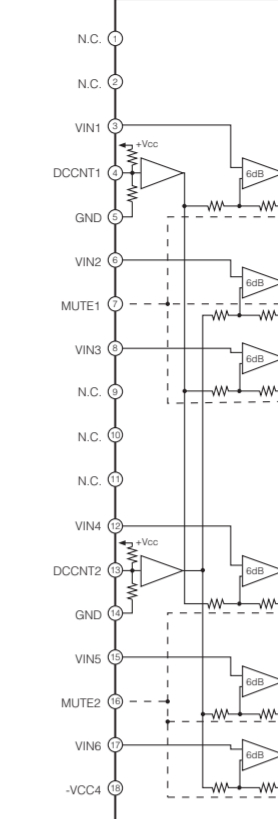 N.C. 1
N.C. 2
VIN1 3
+Vcc
DCCNT1 4
6dB
GND 5
VIN2 6
6dB
MUTE1 7
VIN3 8
6dB
N.C. 9
N.C. 10
N.C. 11
VIN4 12
+Vcc
DCCNT2 13
6dB
GND 14
VIN5 15
6dB
MUTE2 16
VIN6 17
6dB
-VCC4 18